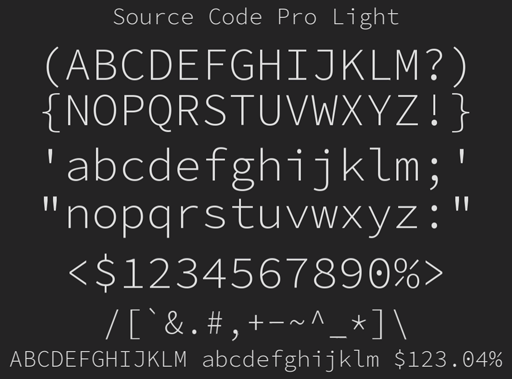 Source Code Pro Light
(ABCDEFGHIJKLM?)
{NOPQRSTUVWXYZ!}
'abcdefghijklm;'
"nopqrstuvwxyz:"
<$1234567890%>
/[`&.#,+-~^_*]\
ABCDEFGHIJKLM abcdefghijklm $123.04%